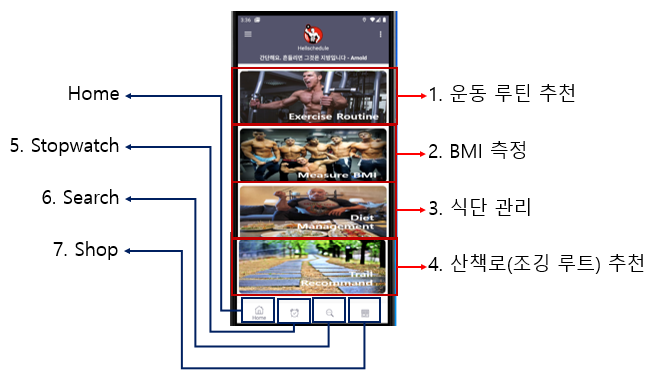 3:36
Hellschedule
간단해요. 흔들리면 그것은 지방입니다 - Arnold
Exercise Routine
Measure BMI
Diet
Management
Trail
Recommand
Home
Home
5. Stopwatch
6. Search
7. Shop
1. 운동 루틴 추천
2. BMI 측정
3. 식단 관리
4. 산책로(조깅 루트) 추천